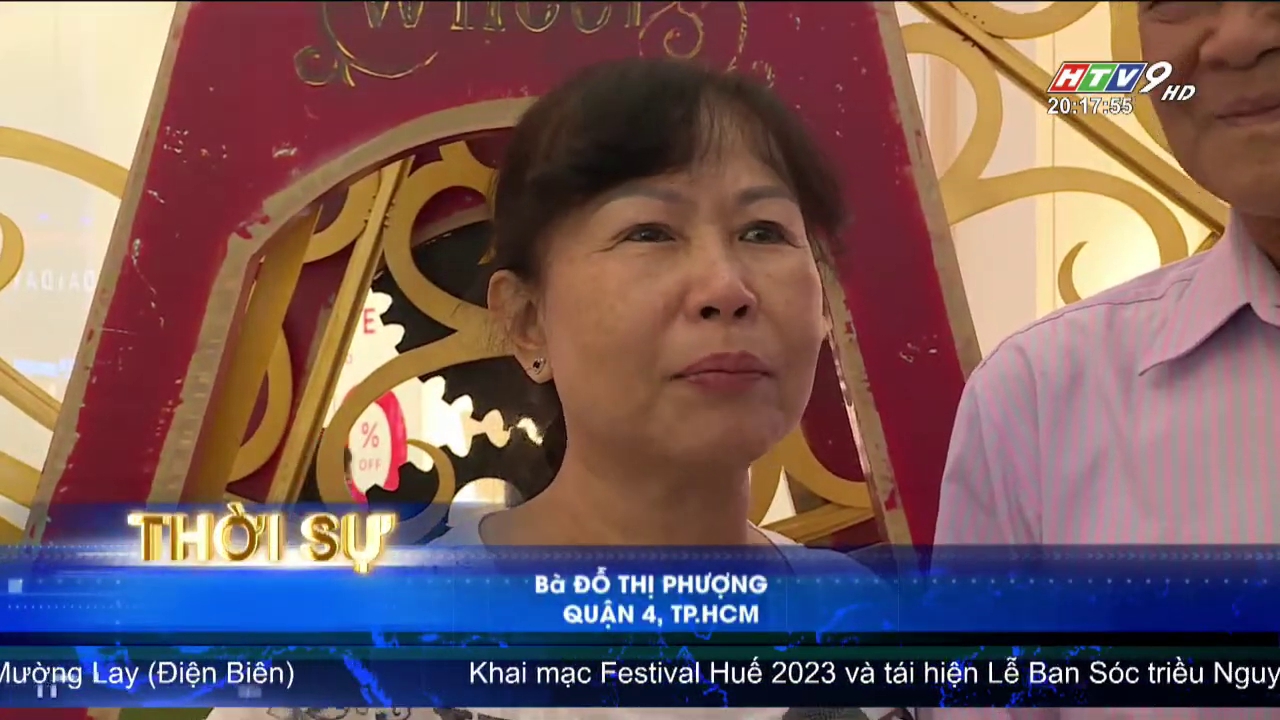 Wheel
HTV9 HD
20:17:55
E
%
OFF
THỜI SỰ
Bà ĐỖ THỊ PHƯỢNG
QUẬN 4, TP.HCM
Mường Lay (Điện Biên) Khai mạc Festival Huế 2023 và tái hiện Lễ Ban Sóc triều Nguy